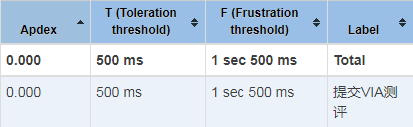 Apdex
T (Toleration
threshold)
F (Frustration
threshold)
Label
0.000
500 ms
1 sec 500 ms
Total
0.000
500 ms
1 sec 500 ms
提交VIA测
评